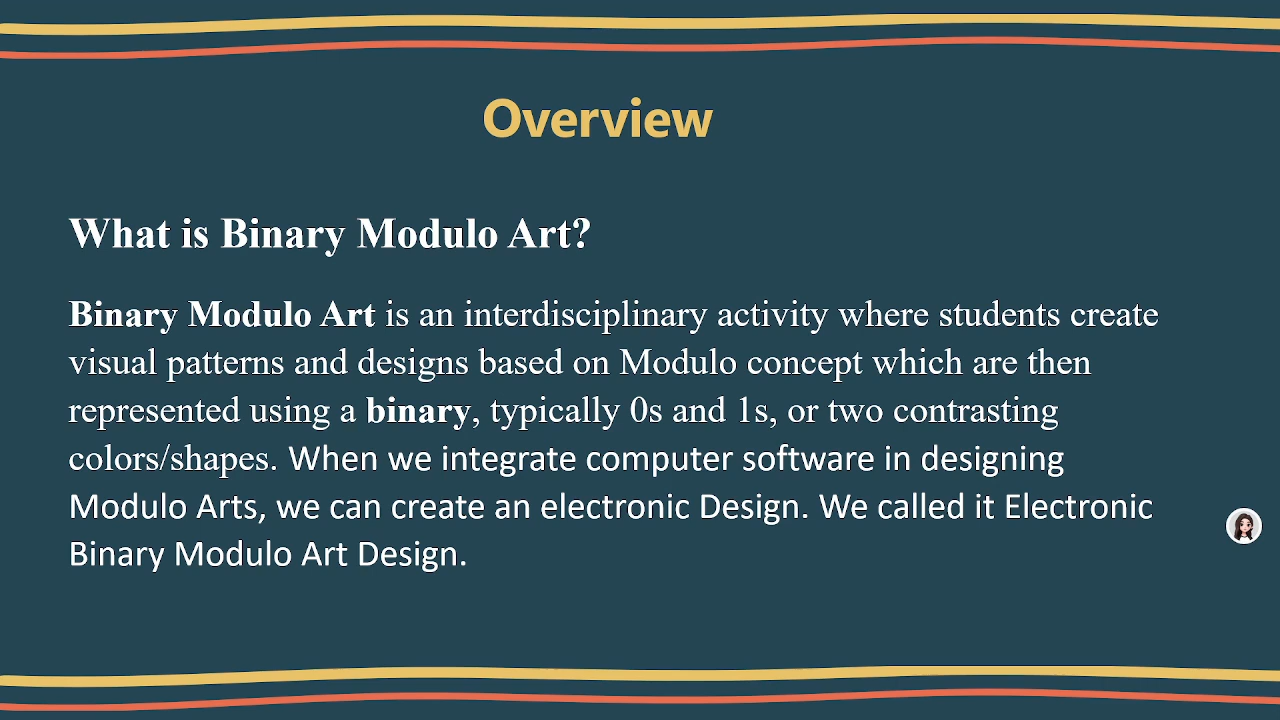 Overview
What is Binary Modulo Art?
Binary Modulo Art is an interdisciplinary activity where students create
visual patterns and designs based on Modulo concept which are then
represented using a binary, typically 0s and 1s, or two contrasting
colors/shapes. When we integrate computer software in designing
Modulo Arts, we can create an electronic Design. We called it Electronic
Binary Modulo Art Design.